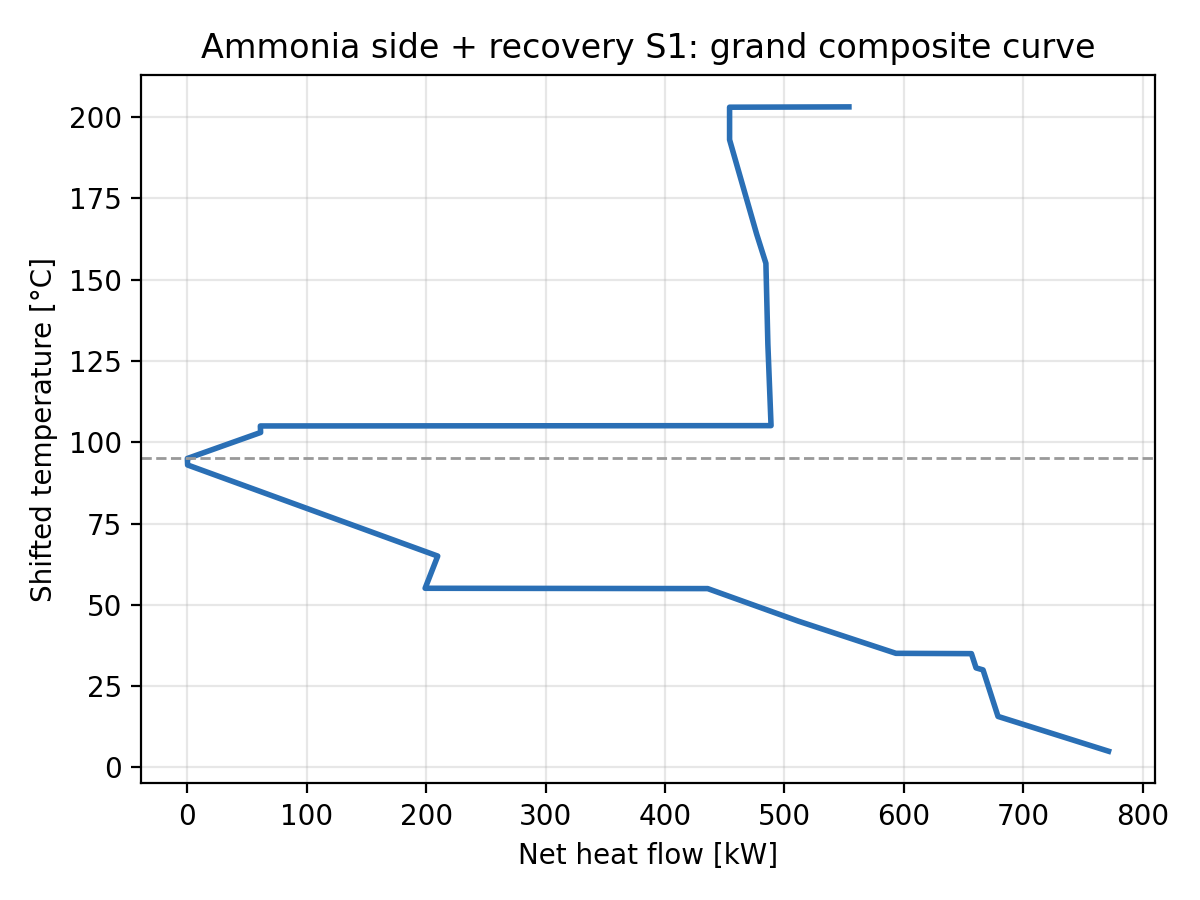 Ammonia side + recovery S1: grand composite curve
Shifted temperature [°C]
200
175
150
125
100
75
50
25
0
0 100 200 300 400 500 600 700 800
Net heat flow [kW]